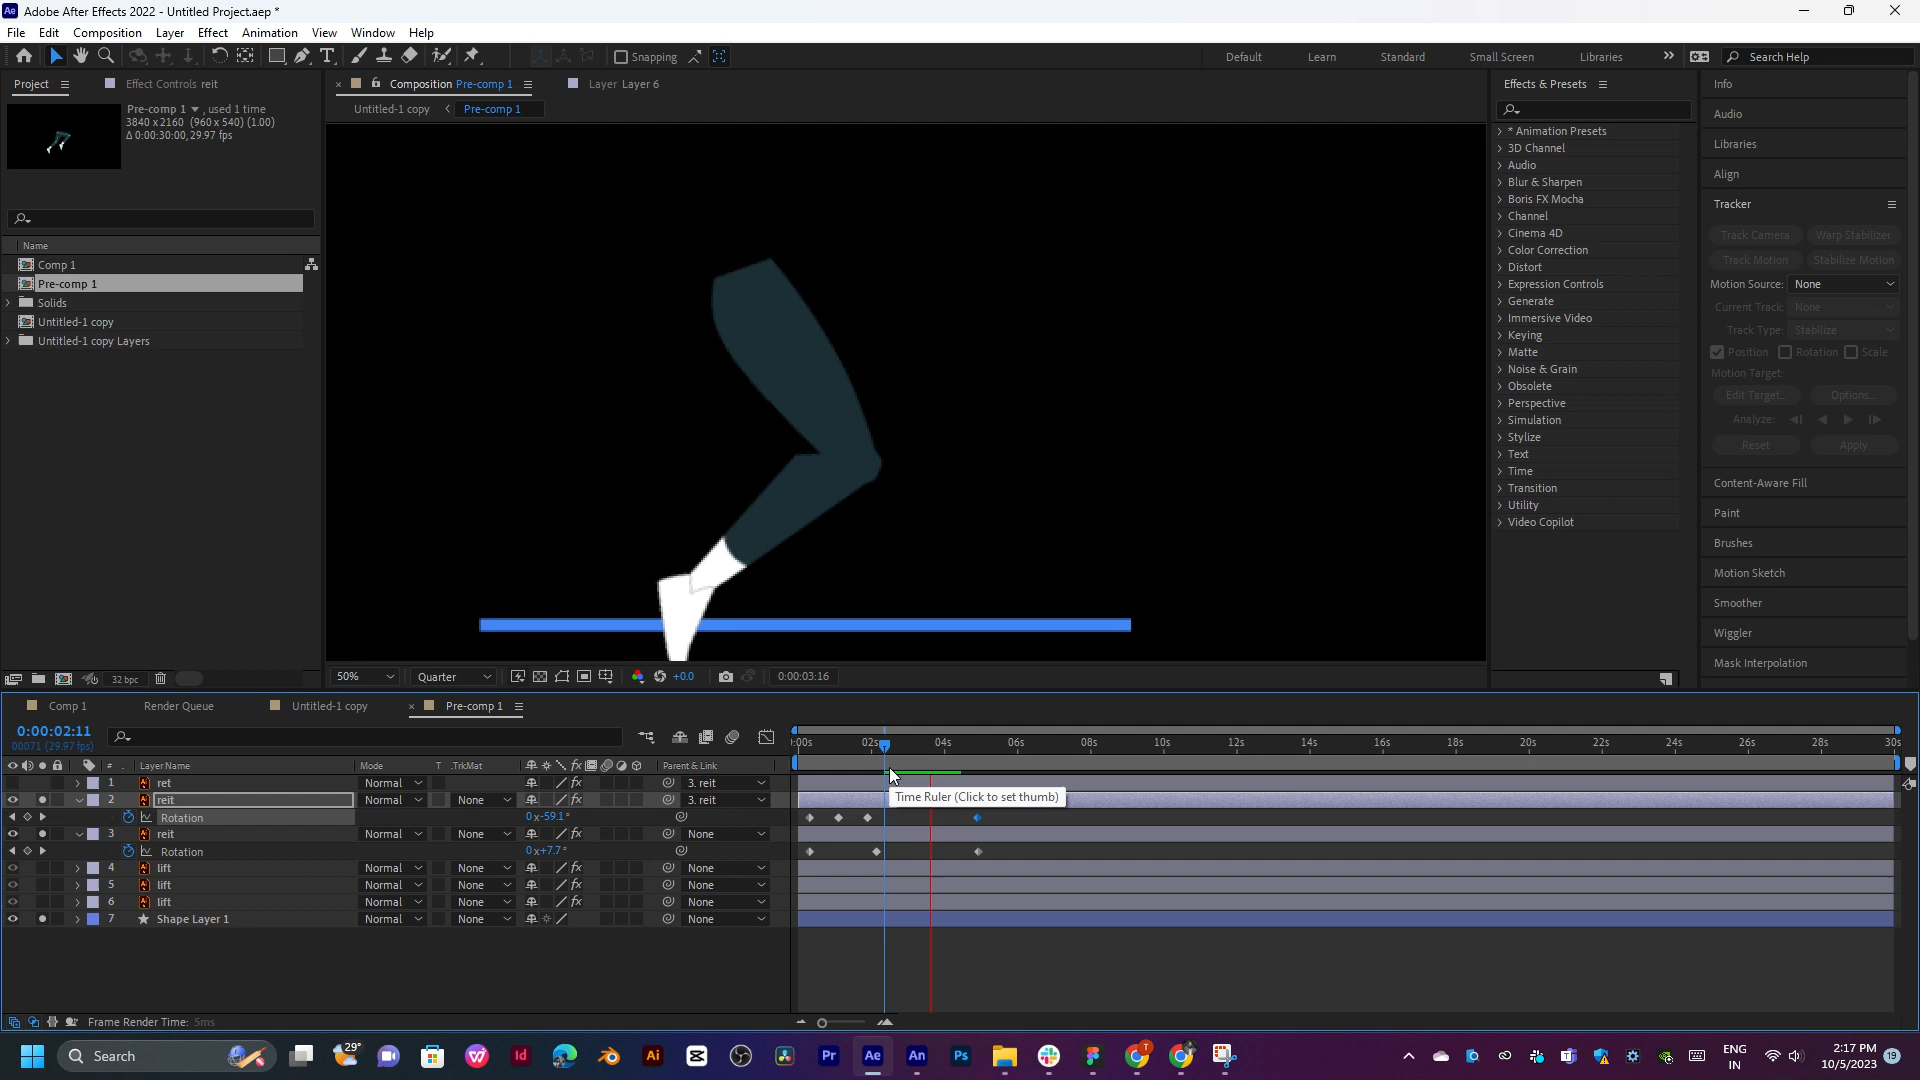 Adobe After Effects 2022 - Untitled Project.aep *
File Edit Composition Layer Effect Animation View Window Help
Snapping
Default Learn Standard Small Screen Libraries Search Help
Project Effect Controls reit
Pre-comp 1 , used 1 time
3840 x 2160 (960 x 540) (1.00)
Δ 0:00:30:00, 29.97 fps
Name
Comp 1
Pre-comp 1
Solids
Untitled-1 copy
Untitled-1 copy Layers
32 bpc
Composition Pre-comp 1 Layer Layer 6
Untitled-1 copy < Pre-comp 1
50% Quarter +0.0 0:00:03:16
Effects & Presets
* Animation Presets
3D Channel
Audio
Blur & Sharpen
Boris FX Mocha
Channel
Cinema 4D
Color Correction
Distort
Expression Controls
Generate
Immersive Video
Keying
Matte
Noise & Grain
Obsolete
Perspective
Simulation
Stylize
Text
Time
Transition
Utility
Video Copilot
Info
Audio
Libraries
Align
Tracker
Track Camera Warp Stabilizer
Track Motion Stabilize Motion
Motion Source: None
Current Track: None
Track Type: Stabilize
Position Rotation Scale
Motion Target:
Edit Target... Options...
Analyze:
Reset Apply
Content-Aware Fill
Paint
Brushes
Motion Sketch
Smoother
Wiggler
Mask Interpolation
Comp 1 Render Queue Untitled-1 copy Pre-comp 1
0:00:02:11
00071 (29.97 fps)
:00s 02s 04s 06s 08s 10s 12s 14s 16s 18s 20s 22s 24s 26s 28s 30s
# Layer Name Mode T .TrkMat Parent & Link
1 ret Normal 3. reit
2 reit Normal None 3. reit
Rotation 0x-59.1°
3 reit Normal None None
Rotation 0x+7.7°
4 lift Normal None None
5 lift Normal None None
6 lift Normal None None
7 Shape Layer 1 Normal None None
Time Ruler (Click to set thumb)
Frame Render Time: 5ms
Search 29° ENG IN 2:17 PM 10/5/2023 19